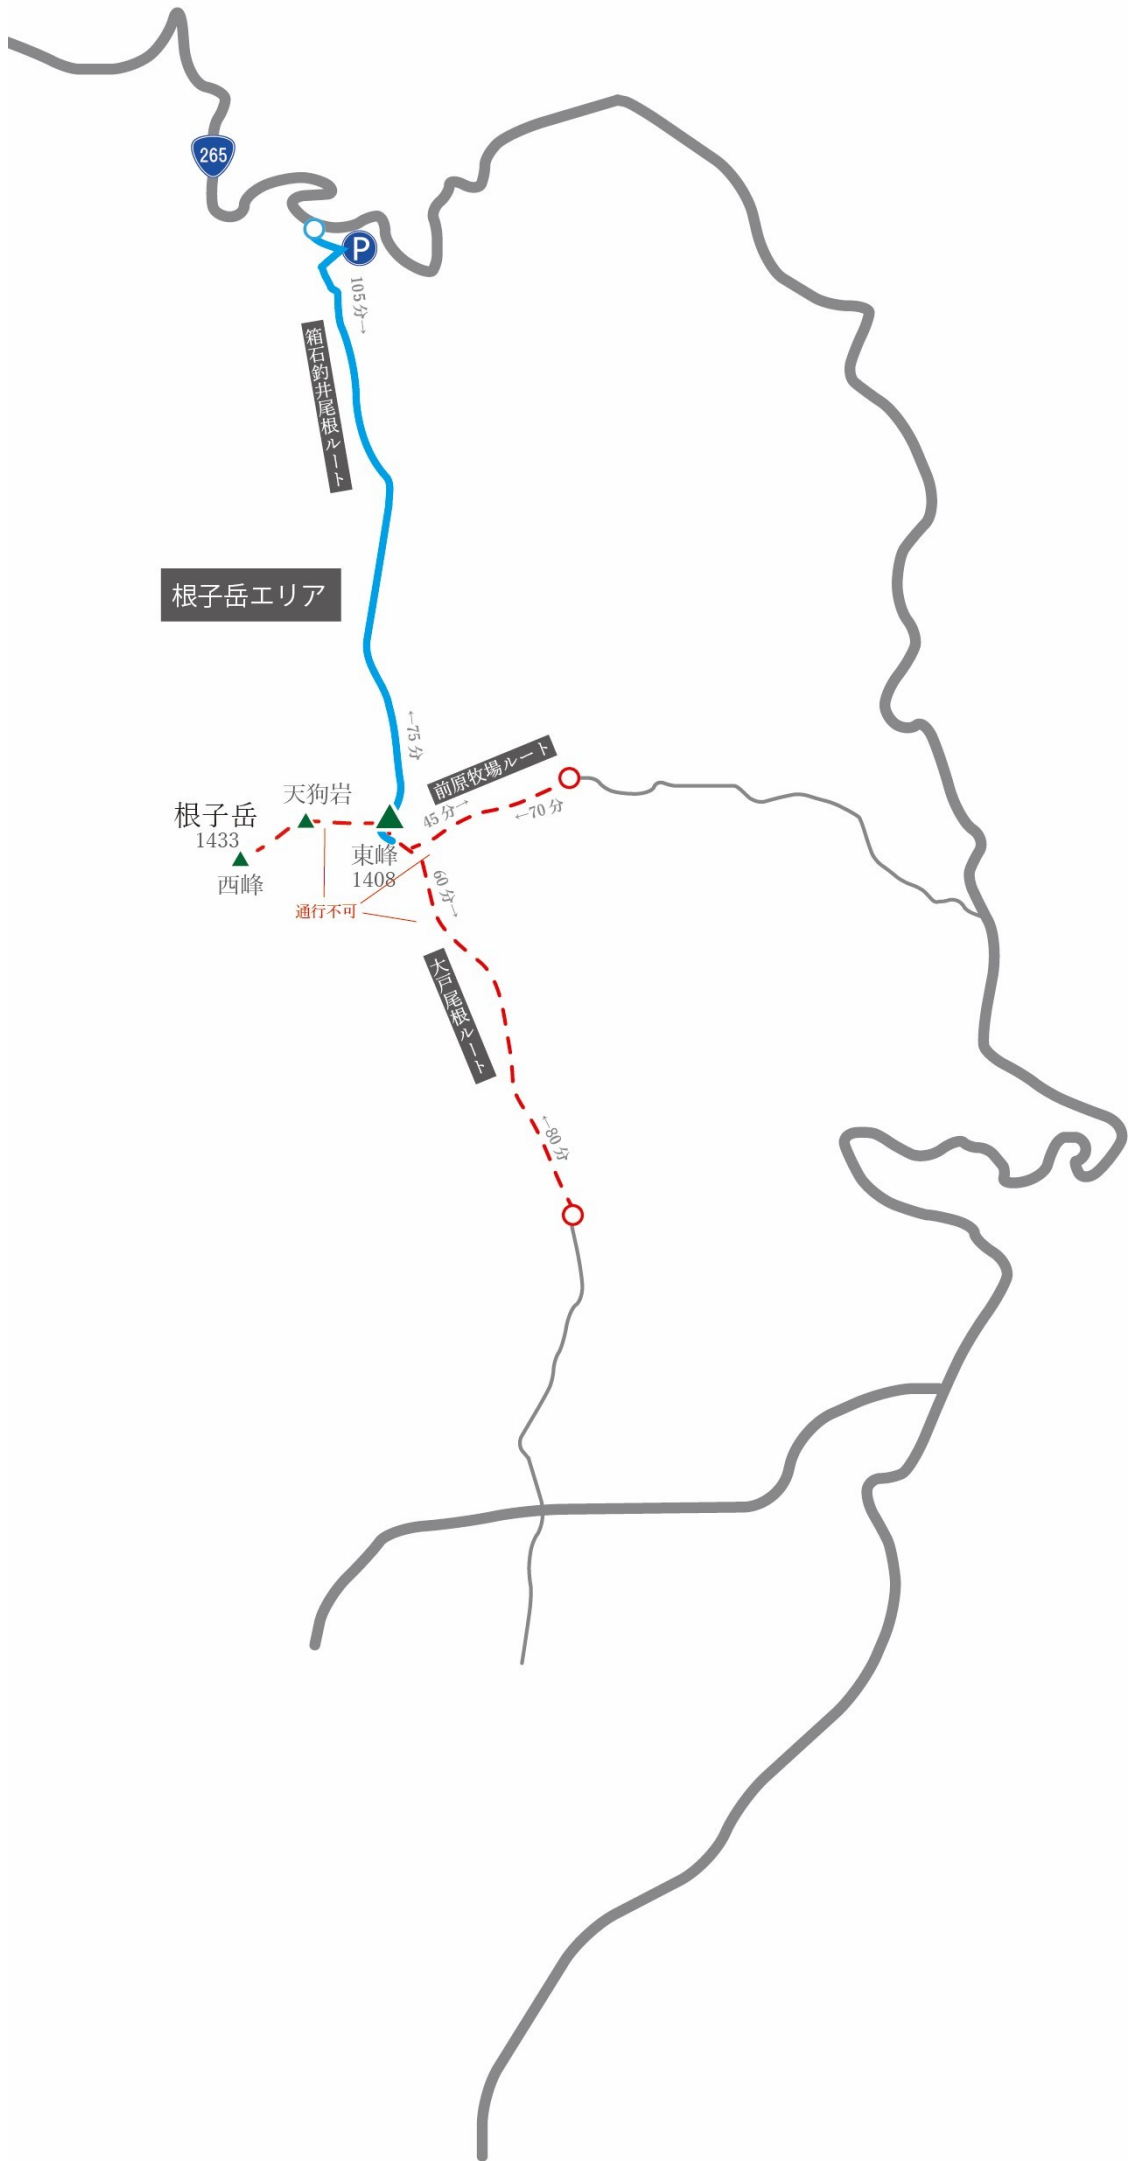 265
P
105分→
箱石釣井尾根ルート
根子岳エリア
←75分
前原牧場ルート
45分→
←70分
天狗岩
根子岳
1433
西峰
東峰
1408
通行不可
60分→
大戸尾根ルート
←80分